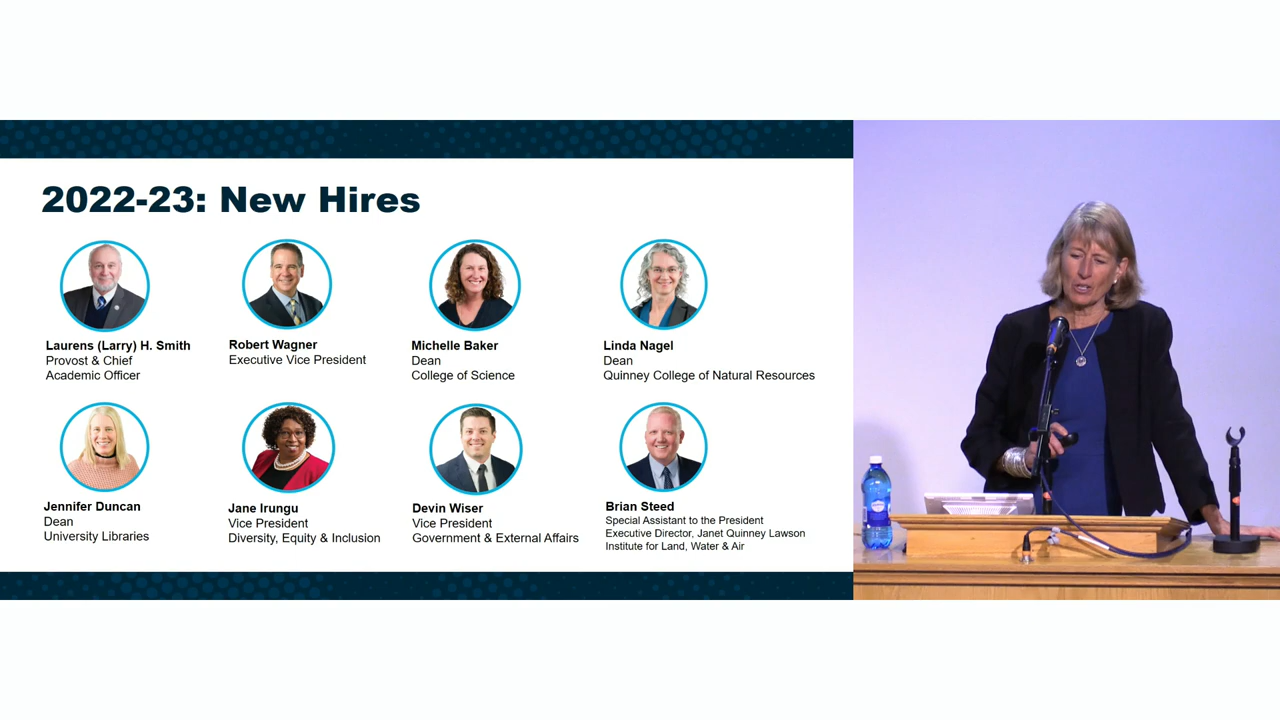 2022-23: New Hires
Laurens (Larry) H. Smith
Provost & Chief
Academic Officer
Robert Wagner
Executive Vice President
Michelle Baker
Dean
College of Science
Linda Nagel
Dean
Quinney College of Natural Resources
Jennifer Duncan
Dean
University Libraries
Jane Irungu
Vice President
Diversity, Equity & Inclusion
Devin Wiser
Vice President
Government & External Affairs
Brian Steed
Special Assistant to the President
Executive Director, Janet Quinney Lawson
Institute for Land, Water & Air